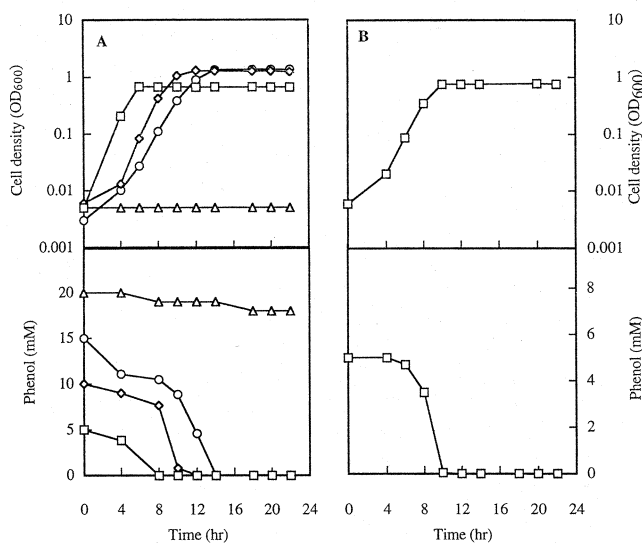 10
A
1
0.1
0.01
0.001
Cell density (OD600)
B
10
1
0.1
0.01
0.001
Cell density (OD600)
20
15
10
5
0
Phenol (mM)
8
6
4
2
0
Phenol (mM)
0 4 8 12 16 20 24
Time (hr)
0 4 8 12 16 20 24
Time (hr)